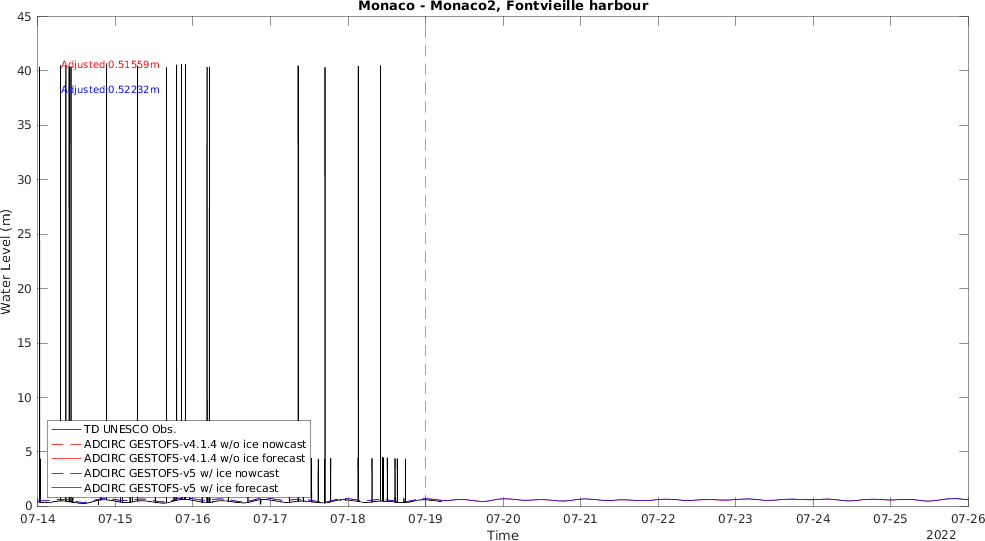 Monaco - Monaco2, Fontvieille harbour
45
40
35
30
25
20
15
10
5
0
Water Level (m)
Adjusted:0.51559m
Adjusted:0.52232m
TD UNESCO Obs.
ADCIRC GESTOFS-v4.1.4 w/o ice nowcast
ADCIRC GESTOFS-v4.1.4 w/o ice forecast
ADCIRC GESTOFS-v5 w/ ice nowcast
ADCIRC GESTOFS-v5 w/ ice forecast
07-14 07-15 07-16 07-17 07-18 07-19 07-20 07-21 07-22 07-23 07-24 07-25 07-26
Time
2022